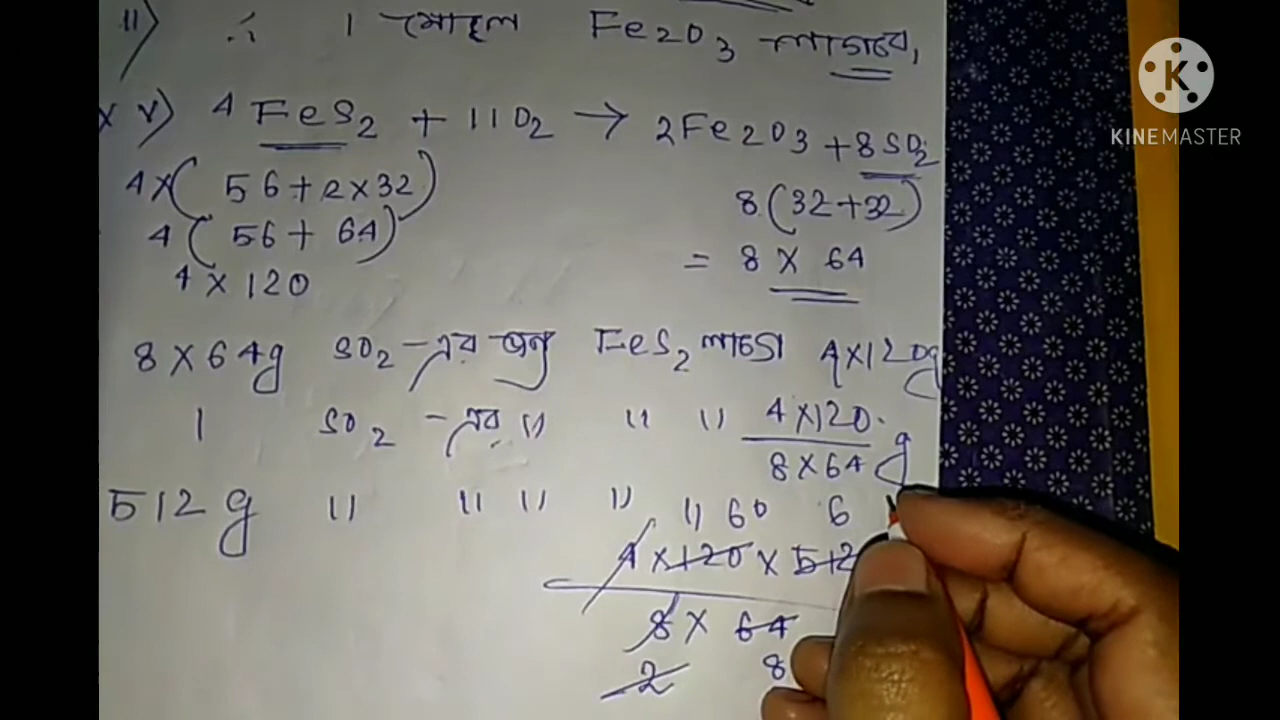 ii) ∴ 1 মোলে Fe₂O₃ লাগবে,
x v) 4FeS₂ + 11O₂ → 2Fe₂O₃ + 8SO₂
4×(56+2×32) 8(32+32)
4(56+64)
4×120 = 8×64
8×64g SO₂-এর জন্য FeS₂ লাগে 4×120g
1 SO₂-এর " " " 4×120
8×64 g
512g " " " " " 60 6
4×120×512
8×64
2 8
K
KINEMASTER